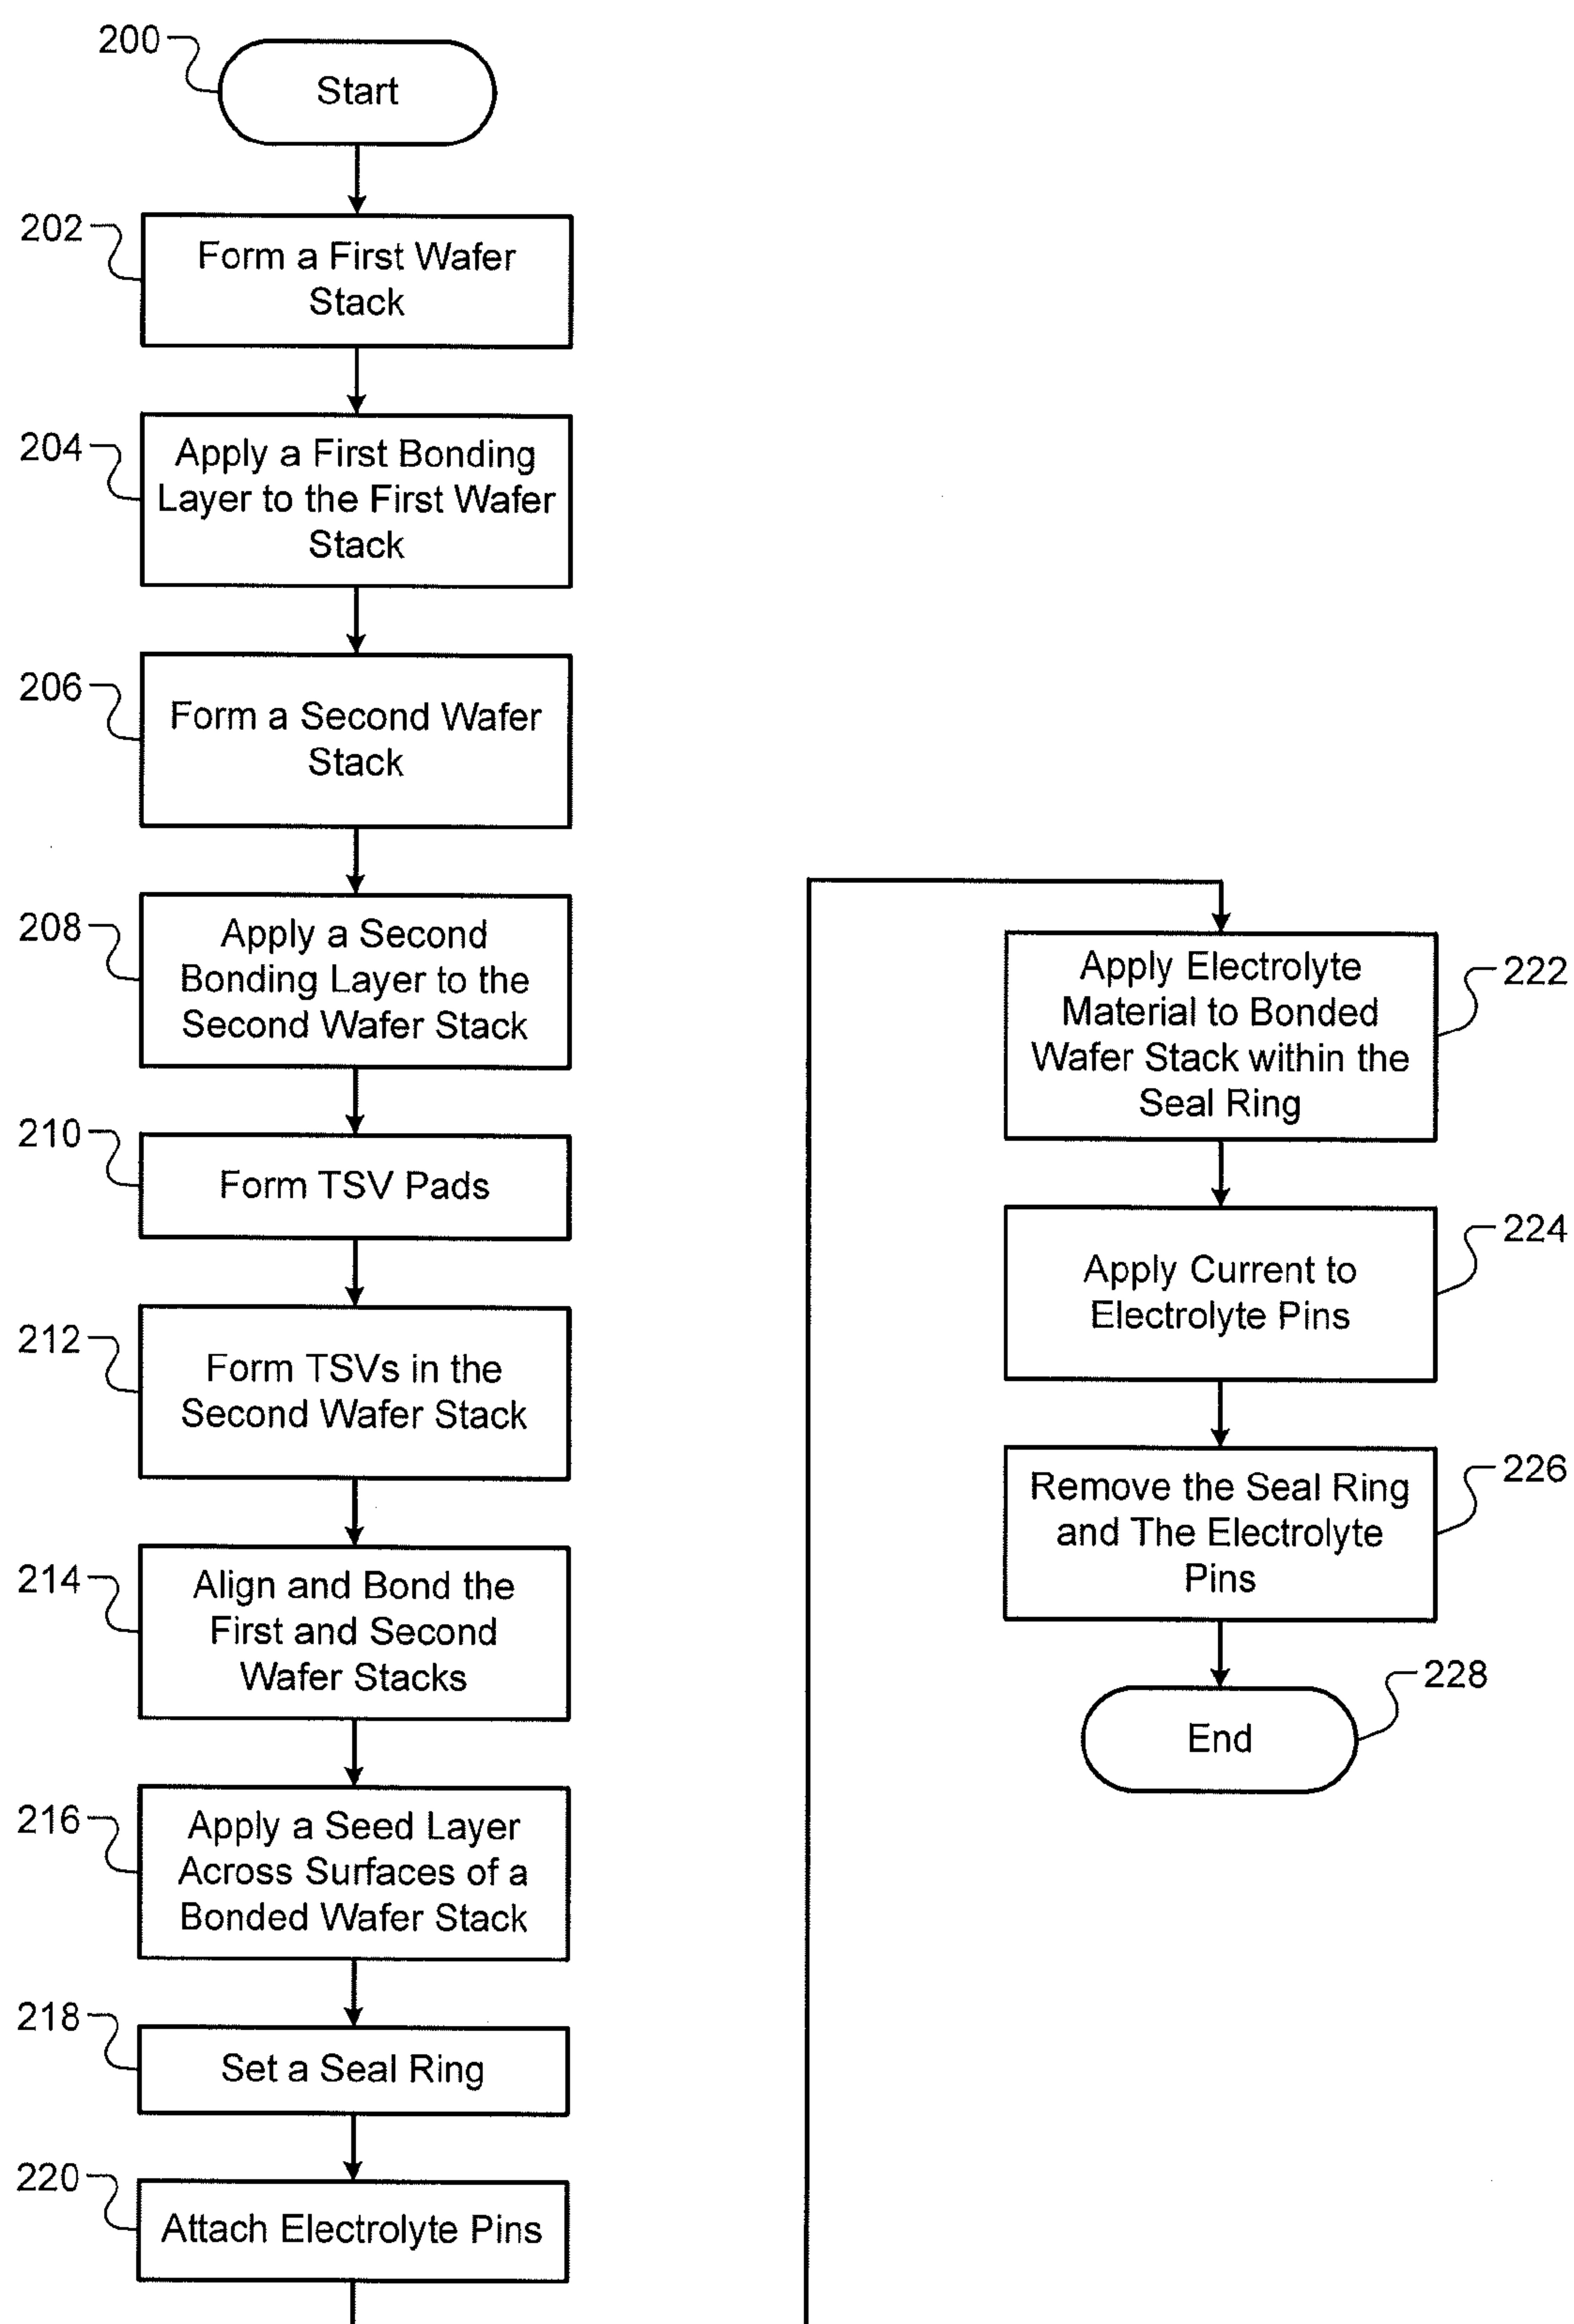 200
Start
202
Form a First Wafer
Stack
204
Apply a First Bonding
Layer to the First Wafer
Stack
206
Form a Second Wafer
Stack
208
Apply a Second
Bonding Layer to the
Second Wafer Stack
210
Form TSV Pads
212
Form TSVs in the
Second Wafer Stack
214
Align and Bond the
First and Second
Wafer Stacks
216
Apply a Seed Layer
Across Surfaces of a
Bonded Wafer Stack
218
Set a Seal Ring
220
Attach Electrolyte Pins
Apply Electrolyte
Material to Bonded
Wafer Stack within the
Seal Ring
222
Apply Current to
Electrolyte Pins
224
Remove the Seal Ring
and The Electrolyte
Pins
226
End
228